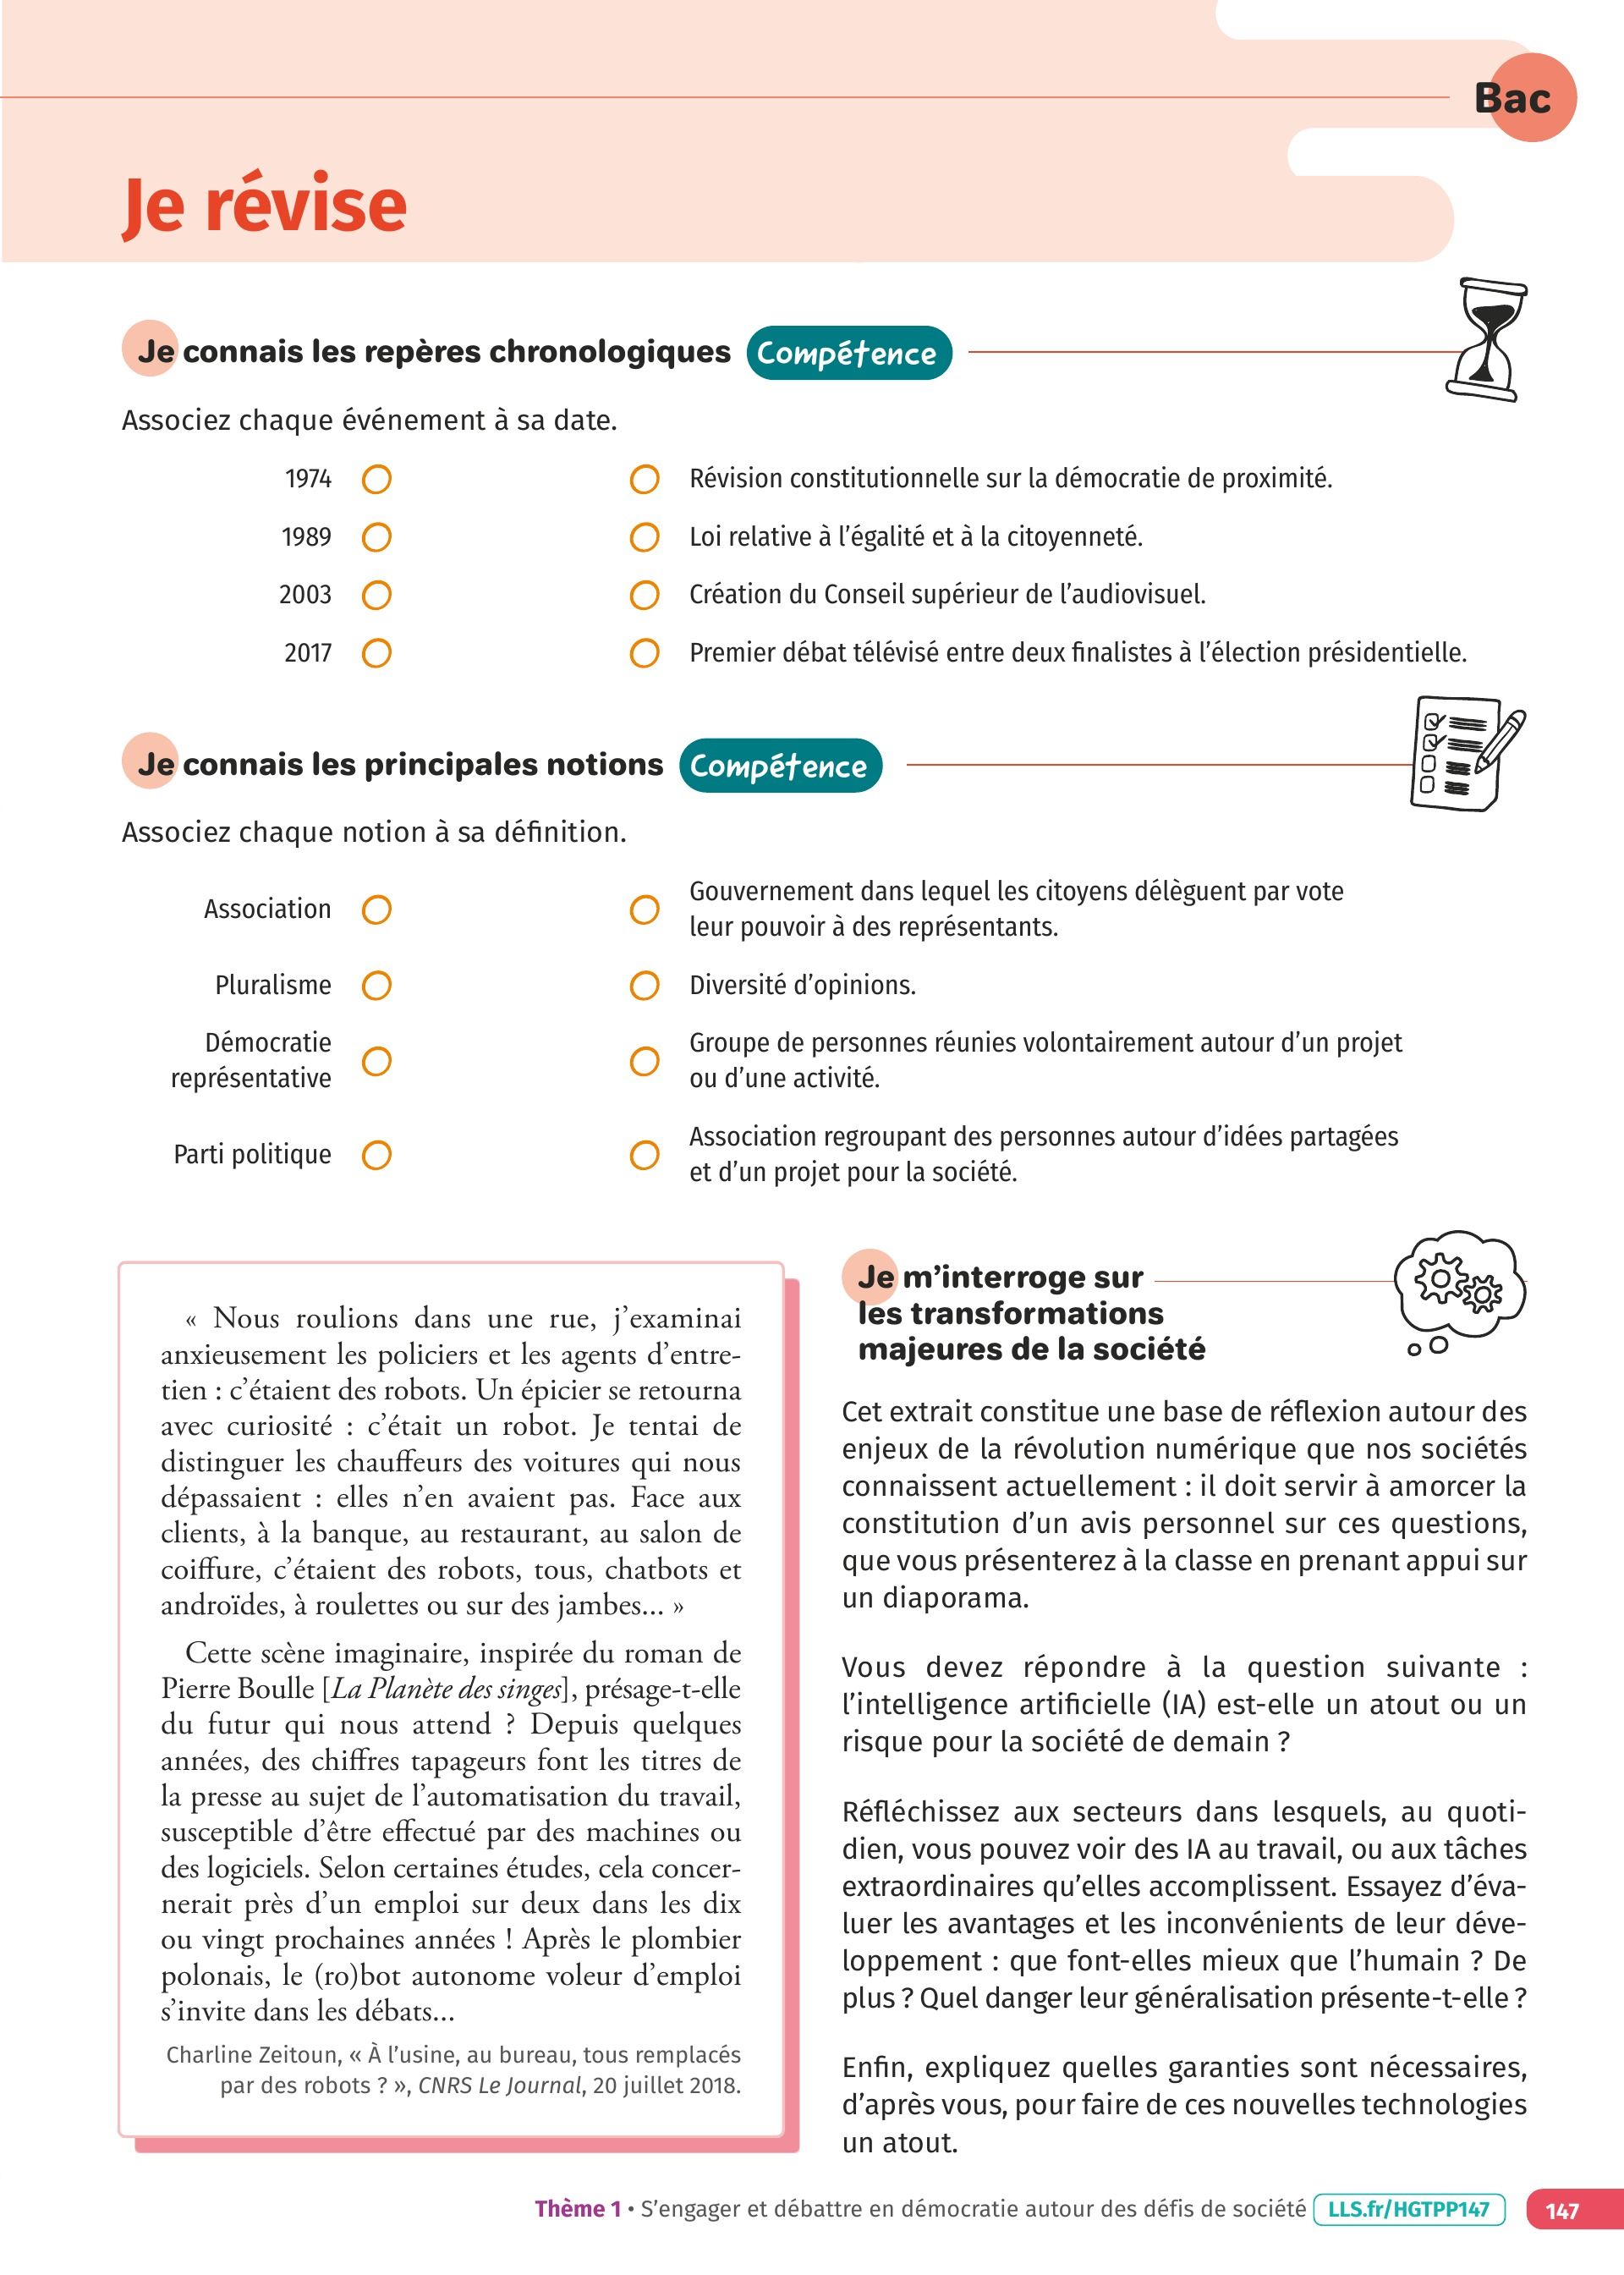 Bac
Je révise
Je connais les repères chronologiques Compétence
Associez chaque événement à sa date.
1974
Révision constitutionnelle sur la démocratie de proximité.
1989
Loi relative à l’égalité et à la citoyenneté.
2003
Création du Conseil supérieur de l’audiovisuel.
2017
Premier débat télévisé entre deux finalistes à l’élection présidentielle.
Je connais les principales notions Compétence
Associez chaque notion à sa définition.
Association
Gouvernement dans lequel les citoyens délèguent par vote
leur pouvoir à des représentants.
Pluralisme
Diversité d’opinions.
Démocratie
représentative
Groupe de personnes réunies volontairement autour d’un projet
ou d’une activité.
Parti politique
Association regroupant des personnes autour d’idées partagées
et d’un projet pour la société.
« Nous roulions dans une rue, j’examinai
anxieusement les policiers et les agents d’entre-
tien : c’étaient des robots. Un épicier se retourna
avec curiosité : c’était un robot. Je tentai de
distinguer les chauffeurs des voitures qui nous
dépassaient : elles n’en avaient pas. Face aux
clients, à la banque, au restaurant, au salon de
coiffure, c’étaient des robots, tous, chatbots et
androïdes, à roulettes ou sur des jambes... »
Cette scène imaginaire, inspirée du roman de
Pierre Boulle [La Planète des singes], présage-t-elle
du futur qui nous attend ? Depuis quelques
années, des chiffres tapageurs font les titres de
la presse au sujet de l’automatisation du travail,
susceptible d’être effectué par des machines ou
des logiciels. Selon certaines études, cela concer-
nerait près d’un emploi sur deux dans les dix
ou vingt prochaines années ! Après le plombier
polonais, le (ro)bot autonome voleur d’emploi
s’invite dans les débats...
Charline Zeitoun, « À l’usine, au bureau, tous remplacés
par des robots ? », CNRS Le Journal, 20 juillet 2018.
Je m’interroge sur
les transformations
majeures de la société
Cet extrait constitue une base de réflexion autour des
enjeux de la révolution numérique que nos sociétés
connaissent actuellement : il doit servir à amorcer la
constitution d’un avis personnel sur ces questions,
que vous présenterez à la classe en prenant appui sur
un diaporama.
Vous devez répondre à la question suivante :
l’intelligence artificielle (IA) est-elle un atout ou un
risque pour la société de demain ?
Réfléchissez aux secteurs dans lesquels, au quoti-
dien, vous pouvez voir des IA au travail, ou aux tâches
extraordinaires qu’elles accomplissent. Essayez d’éva-
luer les avantages et les inconvénients de leur déve-
loppement : que font-elles mieux que l’humain ? De
plus ? Quel danger leur généralisation présente-t-elle ?
Enfin, expliquez quelles garanties sont nécessaires,
d’après vous, pour faire de ces nouvelles technologies
un atout.
Thème 1 • S’engager et débattre en démocratie autour des défis de société LLS.fr/HGTPP147 147